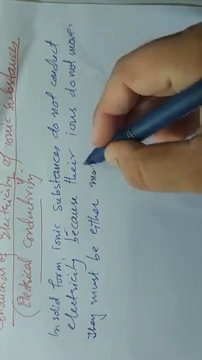 Conduction of Electricity of ionic substances
(Electrical conductivity)
In solid form, ionic substances do not conduct
electricity because their ions do not move.
They must be either